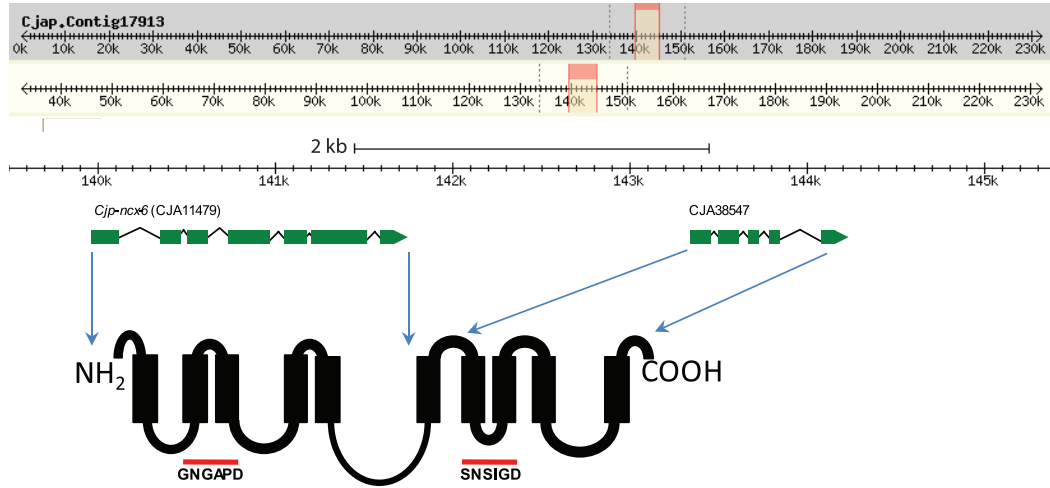 Cjap.Contig17913
0k 10k 20k 30k 40k 50k 60k 70k 80k 90k 100k 110k 120k 130k 140k 150k 160k 170k 180k 190k 200k 210k 220k 230k
40k 50k 60k 70k 80k 90k 100k 110k 120k 130k 140k 150k 160k 170k 180k 190k 200k 210k 220k 230k
2 kb
140k 141k 142k 143k 144k 145k
Cjp-ncx-6 (CJA11479) CJA38547
NH2 COOH
GNGAPD SNSIGD